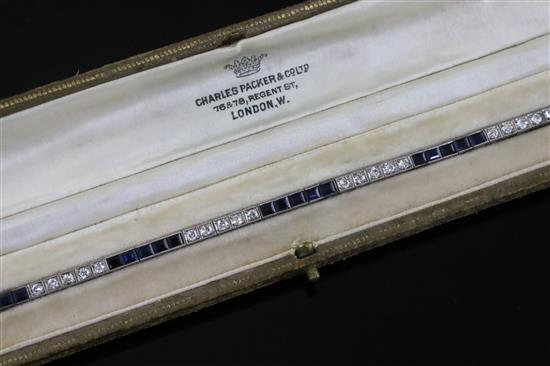 CHARLES PACKER & CO LTD
76 & 78, REGENT ST,
LONDON. W.